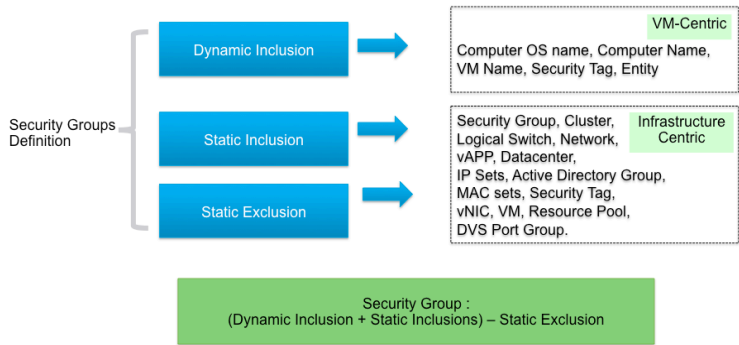 Security Groups
Definition
Dynamic Inclusion
Static Inclusion
Static Exclusion
VM-Centric
Computer OS name, Computer Name,
VM Name, Security Tag, Entity
Infrastructure
Centric
Security Group, Cluster,
Logical Switch, Network,
vAPP, Datacenter,
IP Sets, Active Directory Group,
MAC sets, Security Tag,
vNIC, VM, Resource Pool,
DVS Port Group.
Security Group :
(Dynamic Inclusion + Static Inclusions) – Static Exclusion